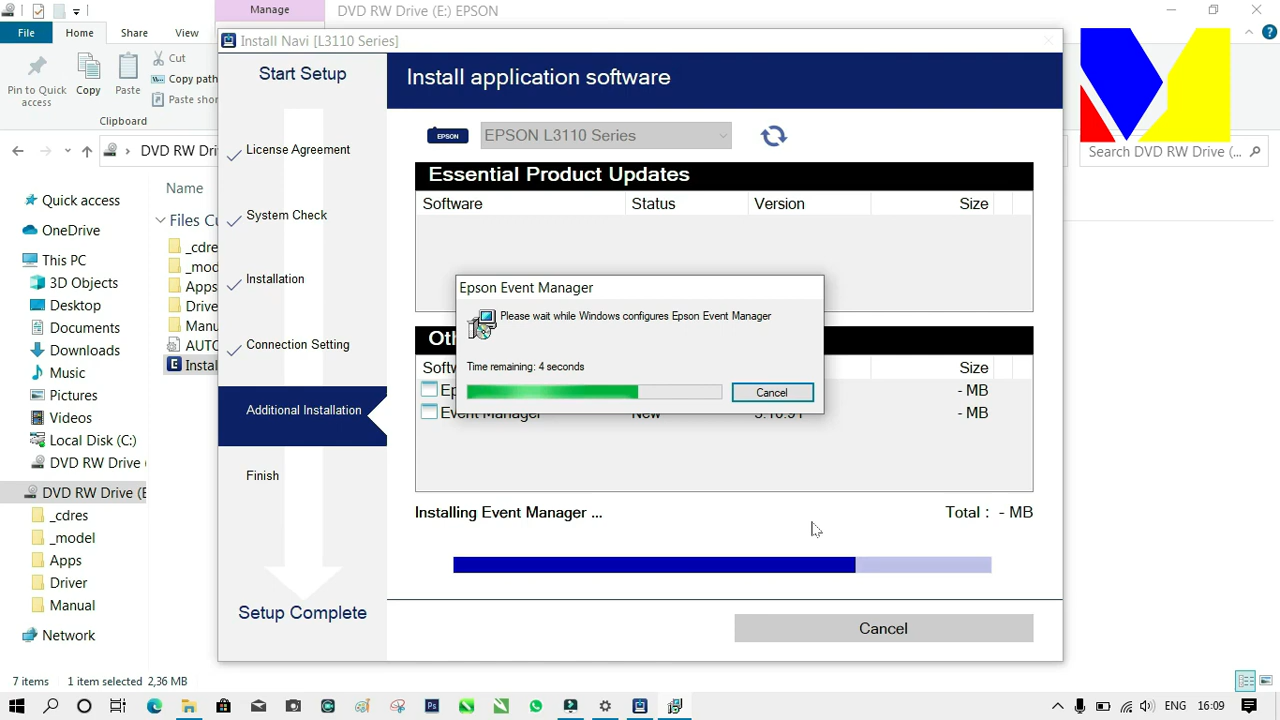 Manage
DVD RW Drive (E:) EPSON
File
Home
Share
View
Pin to Quick
access
Copy
Paste
Cut
Copy path
Paste shor
Clipboard
DVD RW Dri
Search DVD RW Drive (...
Quick access
OneDrive
This PC
3D Objects
Desktop
Documents
Downloads
Music
Pictures
Videos
Local Disk (C:)
DVD RW Drive (
DVD RW Drive (E
_cdres
_model
Apps
Driver
Manual
Network
Name
Files Cu
_cdre
_mo
Apps
Drive
Manu
AUTO
Instal
7 items
1 item selected 2,36 MB
Install Navi [L3110 Series]
Start Setup
License Agreement
System Check
Installation
Connection Setting
Additional Installation
Finish
Setup Complete
Install application software
EPSON
EPSON L3110 Series
Essential Product Updates
Software Status Version Size
Epson Event Manager
Please wait while Windows configures Epson Event Manager
Time remaining: 4 seconds
Cancel
Size
Ep - MB
Event Manager New - MB
Installing Event Manager ...
Total : - MB
Cancel
ENG
16:09